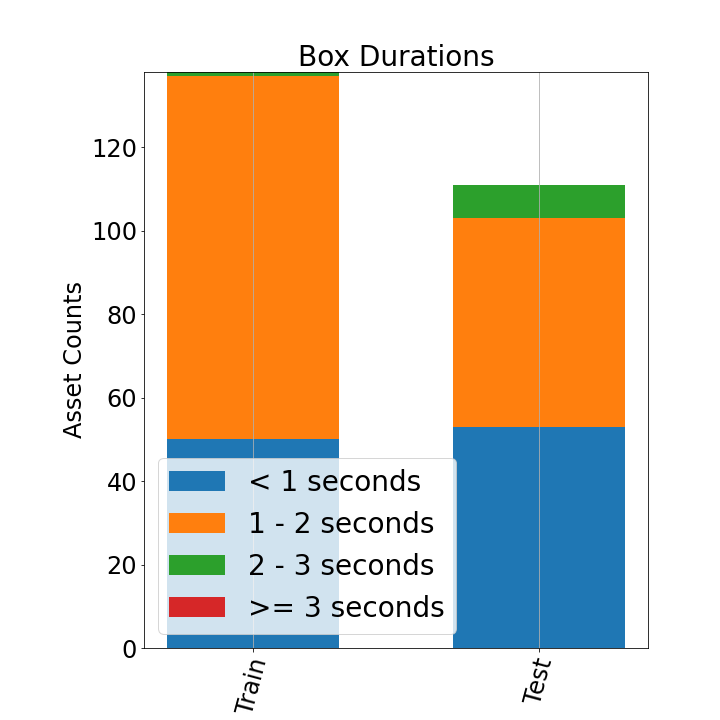 Box Durations
Asset Counts
120
100
80
60
40
20
0
< 1 seconds
1 - 2 seconds
2 - 3 seconds
>= 3 seconds
Train
Test